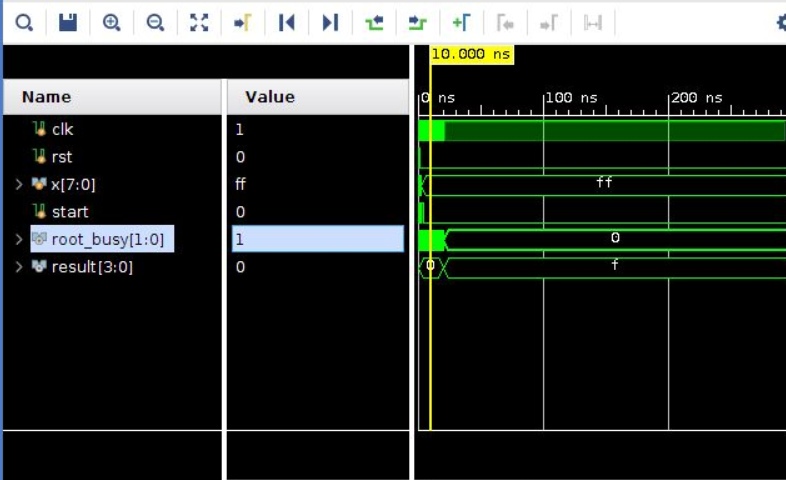 10.000 ns
Name Value 0 ns 100 ns 200 ns
clk 1
rst 0
x[7:0] ff ff
start 0
root_busy[1:0] 1 0
result[3:0] 0 0 f